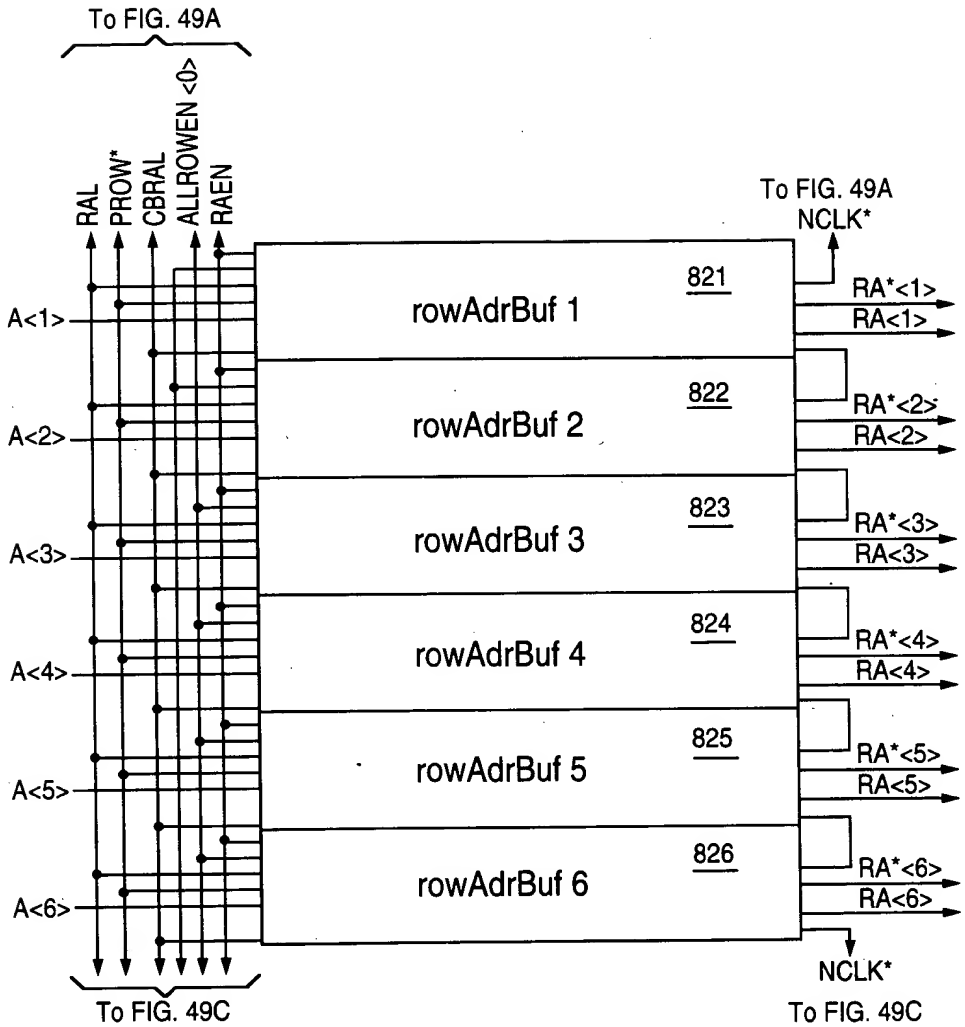 To FIG. 49A
RAL
PROW*
CBRAL
ALLROWEN <0>
RAEN
To FIG. 49A
NCLK*
A<1>
rowAdrBuf 1
821
RA*<1>
RA<1>
A<2>
rowAdrBuf 2
822
RA*<2>
RA<2>
A<3>
rowAdrBuf 3
823
RA*<3>
RA<3>
A<4>
rowAdrBuf 4
824
RA*<4>
RA<4>
A<5>
rowAdrBuf 5
825
RA*<5>
RA<5>
A<6>
rowAdrBuf 6
826
RA*<6>
RA<6>
NCLK*
To FIG. 49C
To FIG. 49C